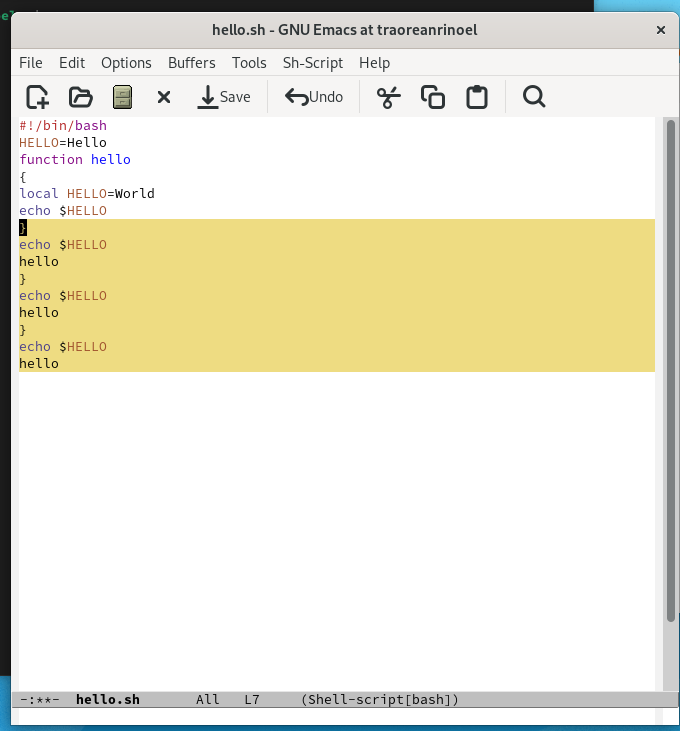 hello.sh - GNU Emacs at traoreanrinoel
File Edit Options Buffers Tools Sh-Script Help
Save Undo
#!/bin/bash
HELLO=Hello
function hello
{
local HELLO=World
echo $HELLO
}
echo $HELLO
hello
}
echo $HELLO
hello
}
echo $HELLO
hello
-:**- hello.sh All L7 (Shell-script[bash])